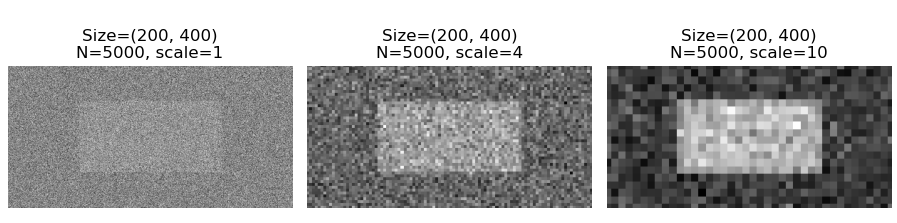 Size=(200, 400)
N=5000, scale=1
Size=(200, 400)
N=5000, scale=4
Size=(200, 400)
N=5000, scale=10